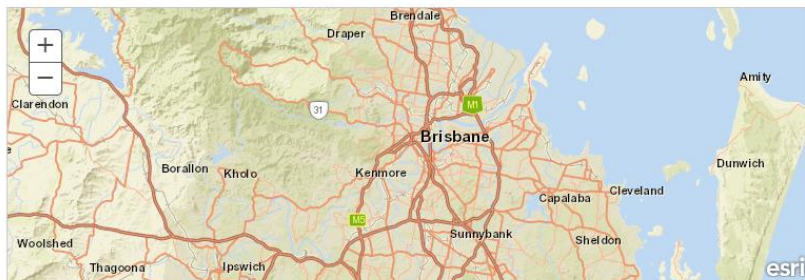 Brendale
Draper
+
−
Amity
Clarendon
31
M1
Brisbane
Dunwich
Borallon
Kholo
Kenmore
Cleveland
Capalaba
M5
Sunnybank
Sheldon
Woolshed
Thagoona
Ipswich
esri